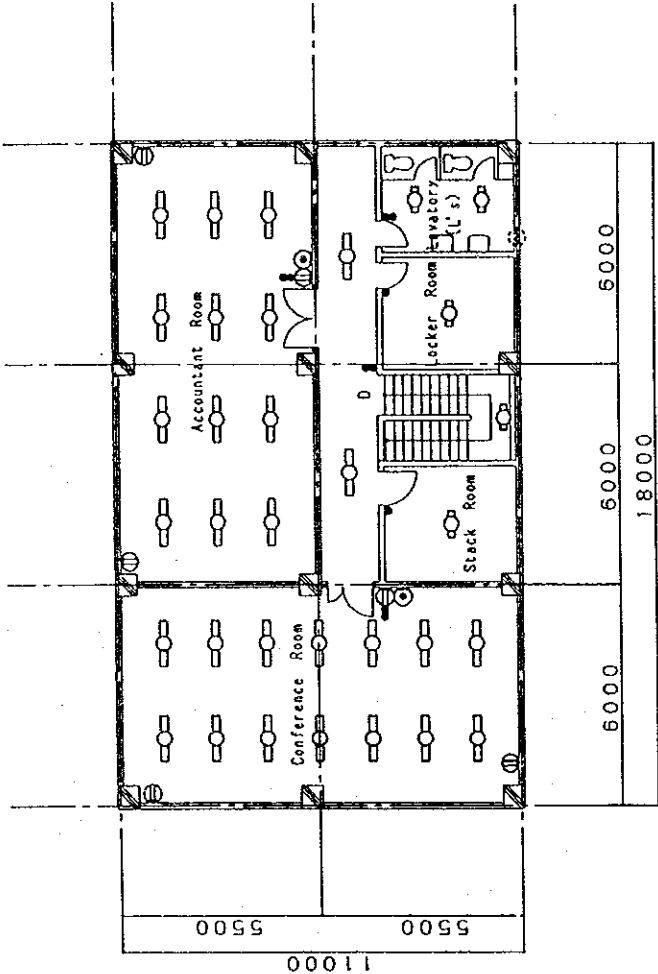 Accountant Room
Lavatory
(L's)
Locker Room
D
Conference Room
Stack Room
6000
6000
6000
18000
5500
5500
11000